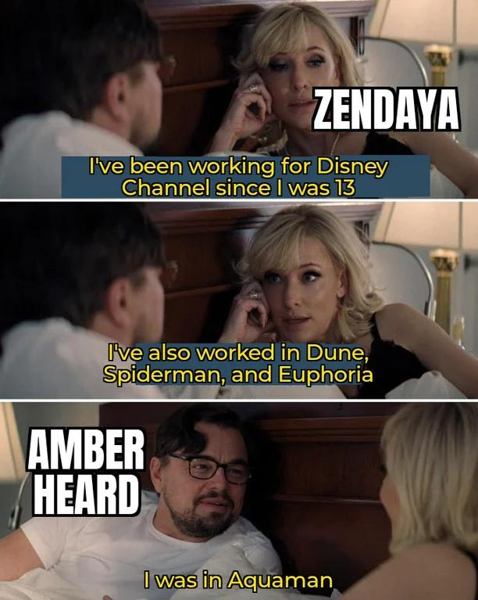 ZENDAYA
I've been working for Disney
Channel since I was 13
I've also worked in Dune,
Spiderman, and Euphoria
AMBER
HEARD
I was in Aquaman